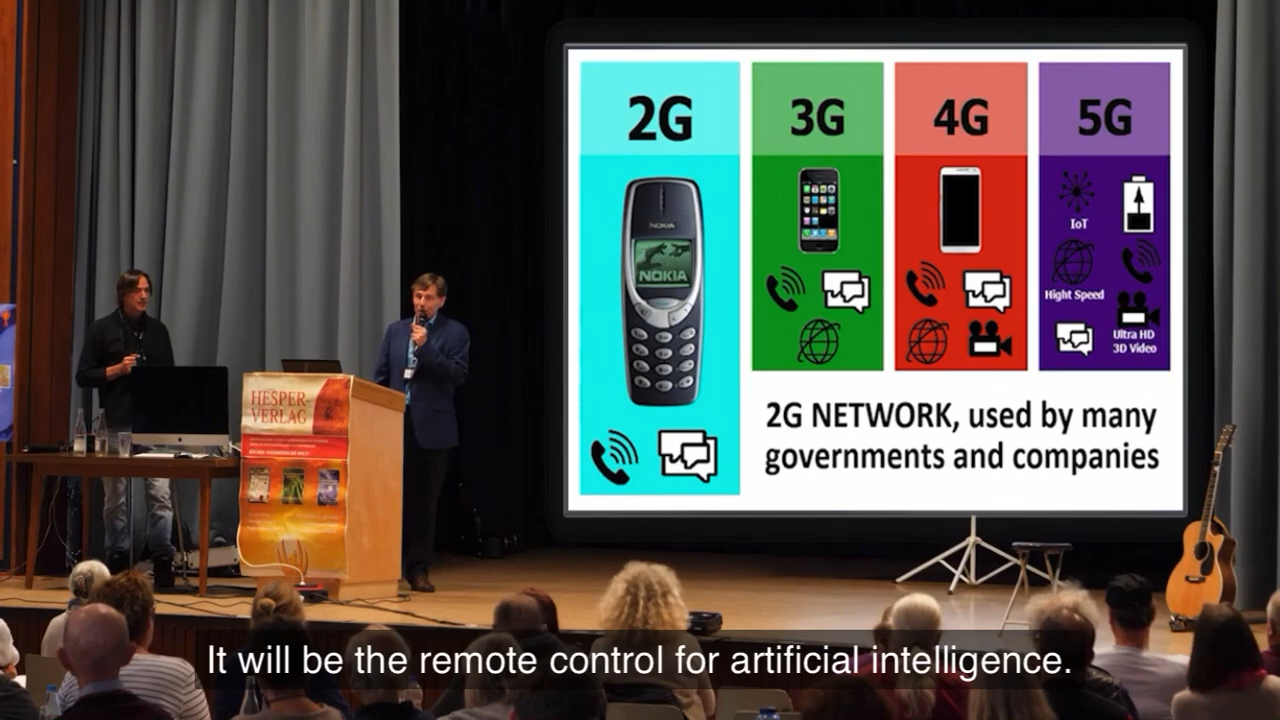 2G
3G
4G
5G
NOKIA
NOKIA
IoT
Hight Speed
Ultra HD
3D Video
2G NETWORK, used by many
governments and companies
HESPER-
VERLAG
It will be the remote control for artificial intelligence.